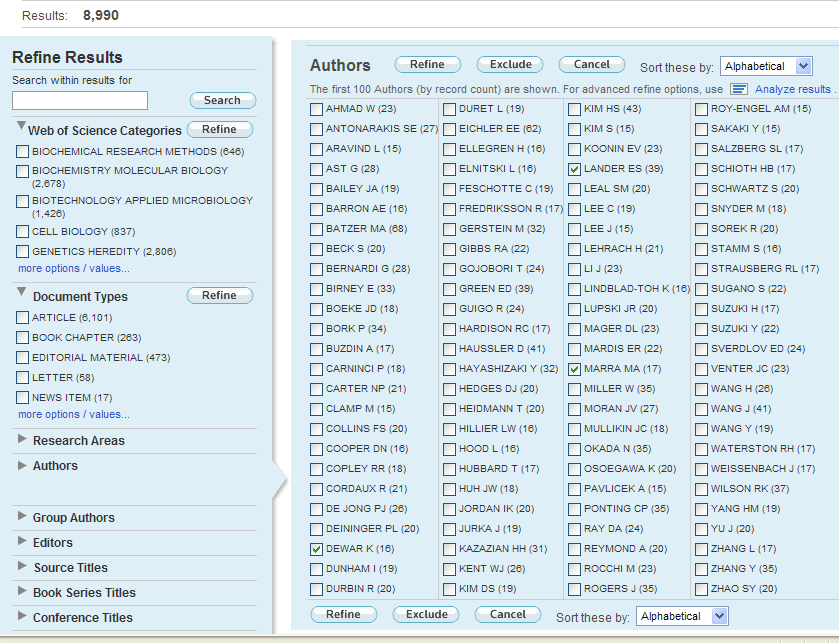 Results: 8,990
Refine Results
Search within results for
Search
Web of Science Categories Refine
BIOCHEMICAL RESEARCH METHODS (646)
BIOCHEMISTRY MOLECULAR BIOLOGY
(2,678)
BIOTECHNOLOGY APPLIED MICROBIOLOGY
(1,426)
CELL BIOLOGY (837)
GENETICS HEREDITY (2,806)
more options / values...
Document Types Refine
ARTICLE (6,101)
BOOK CHAPTER (263)
EDITORIAL MATERIAL (473)
LETTER (58)
NEWS ITEM (17)
more options / values...
Research Areas
Authors
Group Authors
Editors
Source Titles
Book Series Titles
Conference Titles
Authors Refine Exclude Cancel Sort these by: Alphabetical
The first 100 Authors (by record count) are shown. For advanced refine options, use Analyze results .
AHMAD W (23)
ANTONARAKIS SE (27)
ARAVIND L (15)
AST G (28)
BAILEY JA (19)
BARRON AE (16)
BATZER MA (68)
BECK S (20)
BERNARDI G (28)
BIRNEY E (33)
BOEKE JD (18)
BORK P (34)
BUZDIN A (17)
CARNINCI P (18)
CARTER NP (21)
CLAMP M (15)
COLLINS FS (20)
COOPER DN (16)
COPLEY RR (18)
CORDAUX R (21)
DE JONG PJ (26)
DEININGER PL (20)
DEWAR K (16)
DUNHAM I (19)
DURBIN R (20)
DURET L (19)
EICHLER EE (62)
ELLEGREN H (16)
ELNITSKI L (16)
FESCHOTTE C (19)
FREDRIKSSON R (17)
GERSTEIN M (32)
GIBBS RA (22)
GOJOBORI T (24)
GREEN ED (39)
GUIGO R (24)
HARDISON RC (17)
HAUSSLER D (41)
HAYASHIZAKI Y (32)
HEDGES DJ (20)
HEIDMANN T (20)
HILLIER LW (16)
HOOD L (16)
HUBBARD T (17)
HUH JW (18)
JORDAN IK (20)
JURKA J (19)
KAZAZIAN HH (31)
KENT WJ (26)
KIM DS (19)
KIM HS (43)
KIM S (15)
KOONIN EV (23)
LANDER ES (39)
LEAL SM (20)
LEE C (19)
LEE J (15)
LEHRACH H (21)
LI J (23)
LINDBLAD-TOH K (16)
LUPSKI JR (20)
MAGER DL (23)
MARDIS ER (22)
MARRA MA (17)
MILLER W (35)
MORAN JV (27)
MULLIKIN JC (18)
OKADA N (35)
OSOEGAWA K (20)
PAVLICEK A (15)
PONTING CP (35)
RAY DA (24)
REYMOND A (20)
ROCCHI M (23)
ROGERS J (35)
ROY-ENGEL AM (15)
SAKAKI Y (15)
SALZBERG SL (17)
SCHIOTH HB (17)
SCHWARTZ S (20)
SNYDER M (18)
SOREK R (20)
STAMM S (16)
STRAUSBERG RL (17)
SUGANO S (22)
SUZUKI H (17)
SUZUKI Y (22)
SVERDLOV ED (24)
VENTER JC (23)
WANG H (26)
WANG J (41)
WANG Y (19)
WATERSTON RH (17)
WEISSENBACH J (17)
WILSON RK (37)
YANG HM (19)
YU J (20)
ZHANG L (17)
ZHANG Y (35)
ZHAO SY (20)
Refine Exclude Cancel Sort these by: Alphabetical